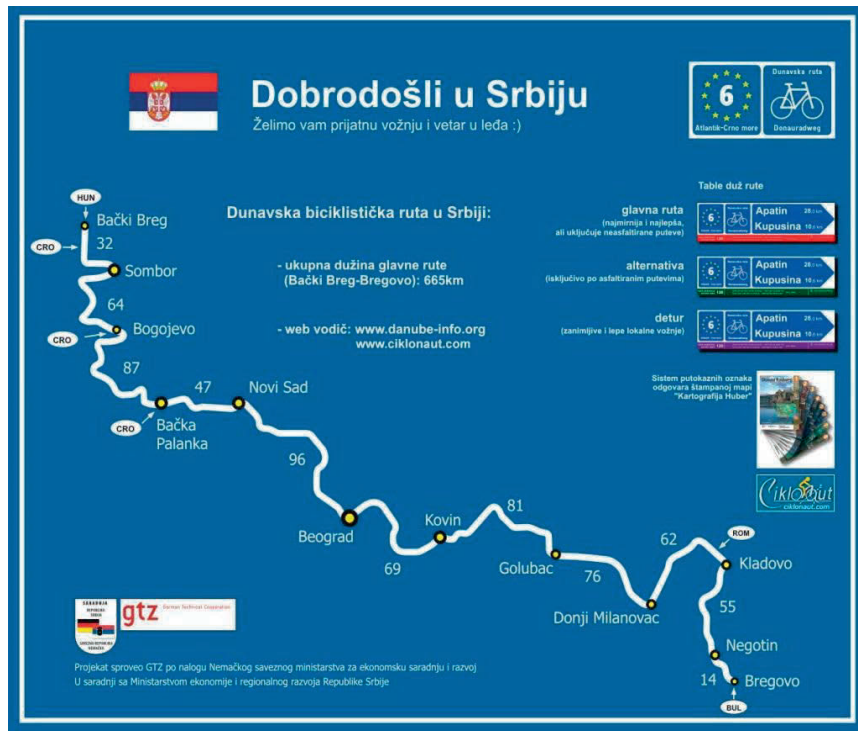 Dobrodošli u Srbiju
Želimo vam prijatnu vožnju i vetar u leđa :)
6
Atlantik-Crno more
Dunavska ruta
Donauradweg
Table duž rute
Dunavska biciklistička ruta u Srbiji:
- ukupna dužina glavne rute
(Bački Breg-Bregovo): 665km
- web vodič: www.danube-info.org
www.ciklonaut.com
glavna ruta
(najmirnija i najlepša,
ali uključuje neasfaltirane puteve)
6
Apatin
Kupusina
alternativa
(isključivo po asfaltiranim putevima)
6
Apatin
Kupusina
detur
(zanimljive i lepe lokalne vožnje)
6
Apatin
Kupusina
Sistem putokaznih oznaka
odgovara štampanoj mapi
"Kartografija Huber"
Ciklonaut
ciklonaut.com
HUN
Bački Breg
32
CRO
Sombor
64
Bogojevo
CRO
87
47
Novi Sad
CRO
Bačka
Palanka
96
Beograd
69
Kovin
81
Golubac
76
62
ROM
Kladovo
Donji Milanovac
55
Negotin
14
Bregovo
BUL
SARADNJA
gtz
German Technical Cooperation
Projekat sproveo GTZ po nalogu Nemačkog saveznog ministarstva za ekonomsku saradnju i razvoj
U saradnji sa Ministarstvom ekonomije i regionalnog razvoja Republike Srbije